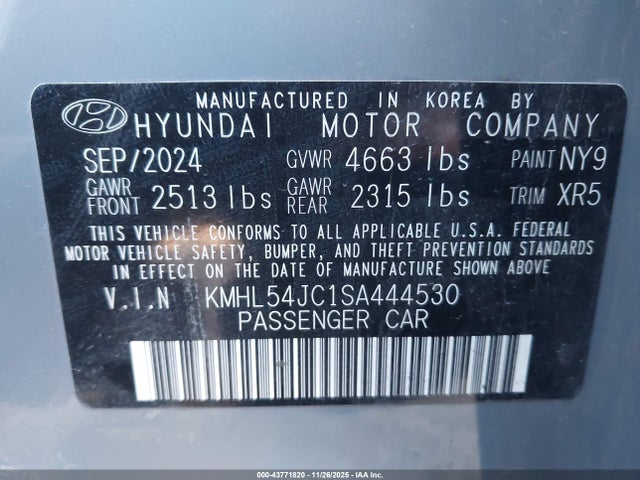 MANUFACTURED IN KOREA BY
HYUNDAI MOTOR COMPANY
SEP/2024 GVWR 4663 lbs PAINT NY9
GAWR FRONT 2513 lbs GAWR REAR 2315 lbs TRIM XR5
THIS VEHICLE CONFORMS TO ALL APPLICABLE U.S.A. FEDERAL
MOTOR VEHICLE SAFETY, BUMPER, AND THEFT PREVENTION STANDARDS
IN EFFECT ON THE DATE OF MANUFACTURE SHOWN ABOVE.
V.I.N KMHL54JC1SA444530
PASSENGER CAR
000-43771820 - 11/26/2025 - IAAI.COM